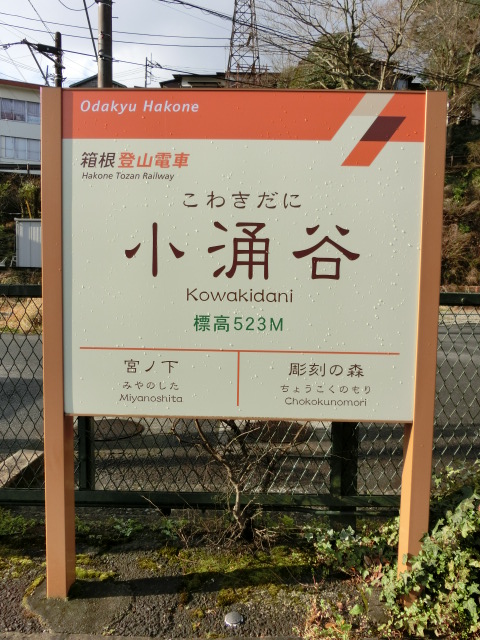 Odakyu Hakone
箱根登山電車
Hakone Tozan Railway
こわきだに
小涌谷
Kowakidani
標高523M
宮ノ下
みやのした
Miyanoshita
彫刻の森
ちょうこくのもり
Chokokunomori